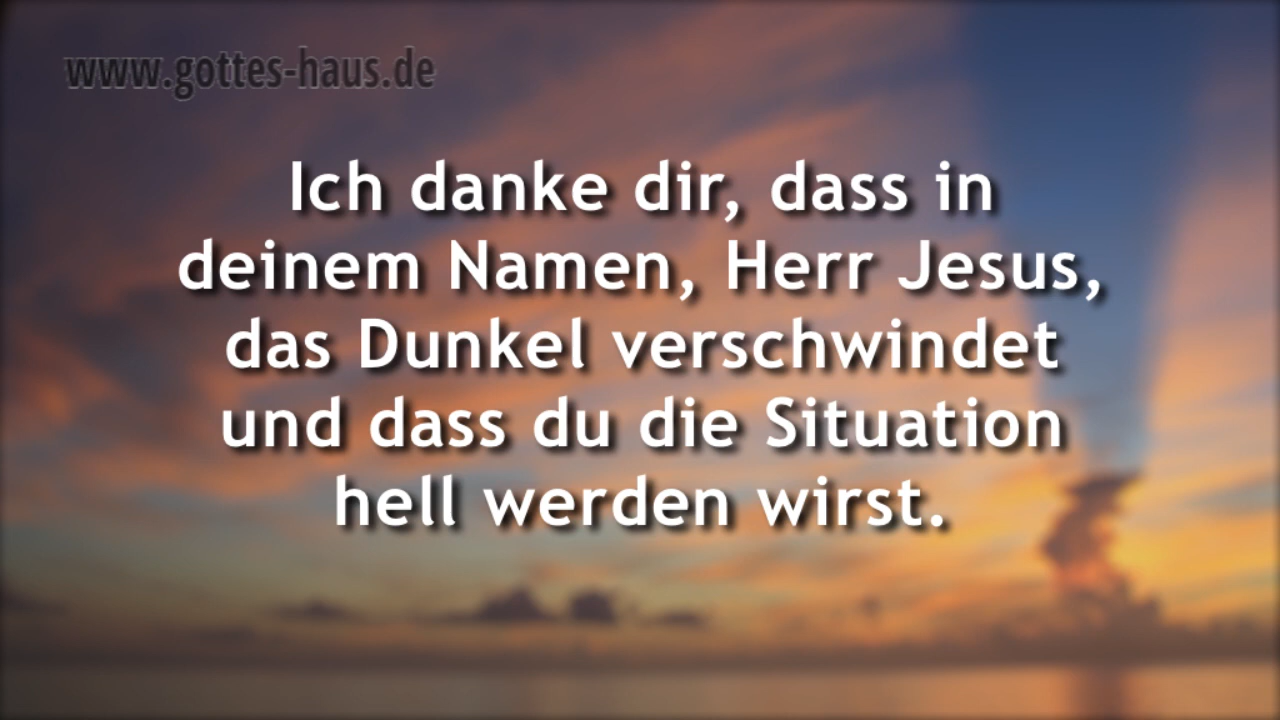 www.gottes-haus.de
Ich danke dir, dass in
deinem Namen, Herr Jesus,
das Dunkel verschwindet
und dass du die Situation
hell werden wirst.